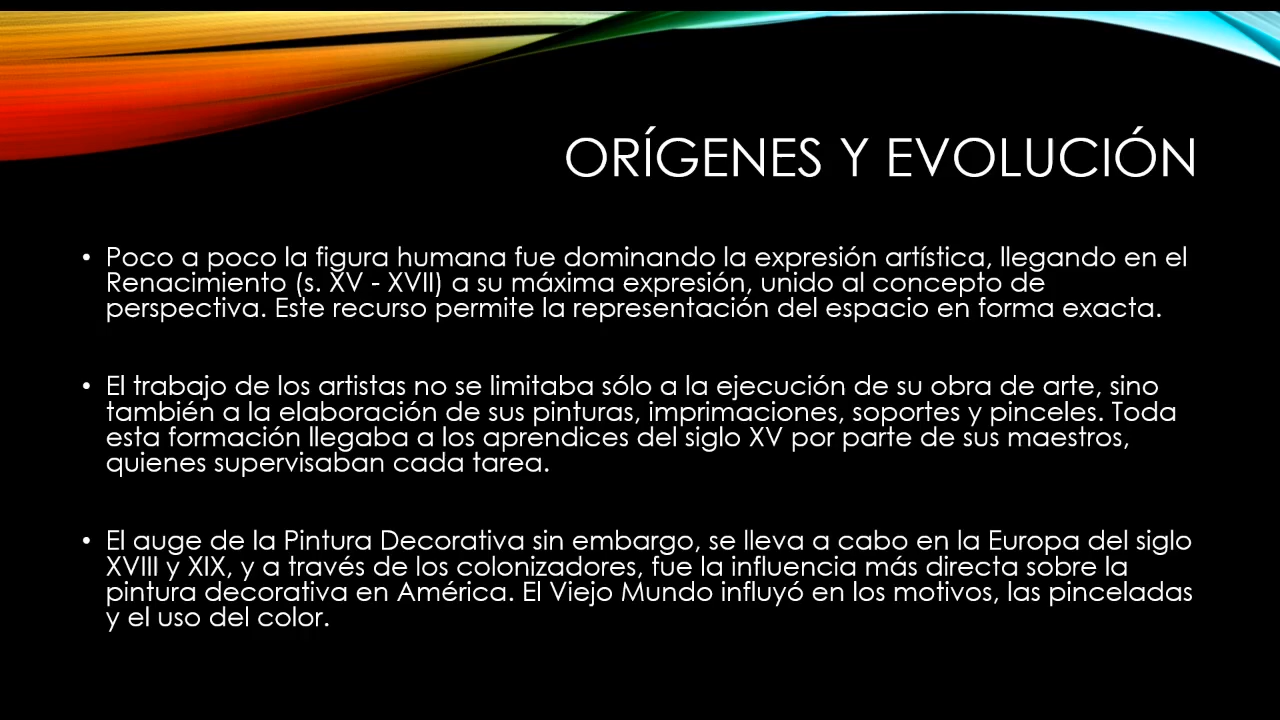 ORÍGENES Y EVOLUCIÓN
• Poco a poco la figura humana fue dominando la expresión artística, llegando en el
Renacimiento (s. XV - XVII) a su máxima expresión, unido al concepto de
perspectiva. Este recurso permite la representación del espacio en forma exacta.
• El trabajo de los artistas no se limitaba sólo a la ejecución de su obra de arte, sino
también a la elaboración de sus pinturas, imprimaciones, soportes y pinceles. Toda
esta formación llegaba a los aprendices del siglo XV por parte de sus maestros,
quienes supervisaban cada tarea.
• El auge de la Pintura Decorativa sin embargo, se lleva a cabo en la Europa del siglo
XVIII y XIX, y a través de los colonizadores, fue la influencia más directa sobre la
pintura decorativa en América. El Viejo Mundo influyó en los motivos, las pinceladas
y el uso del color.